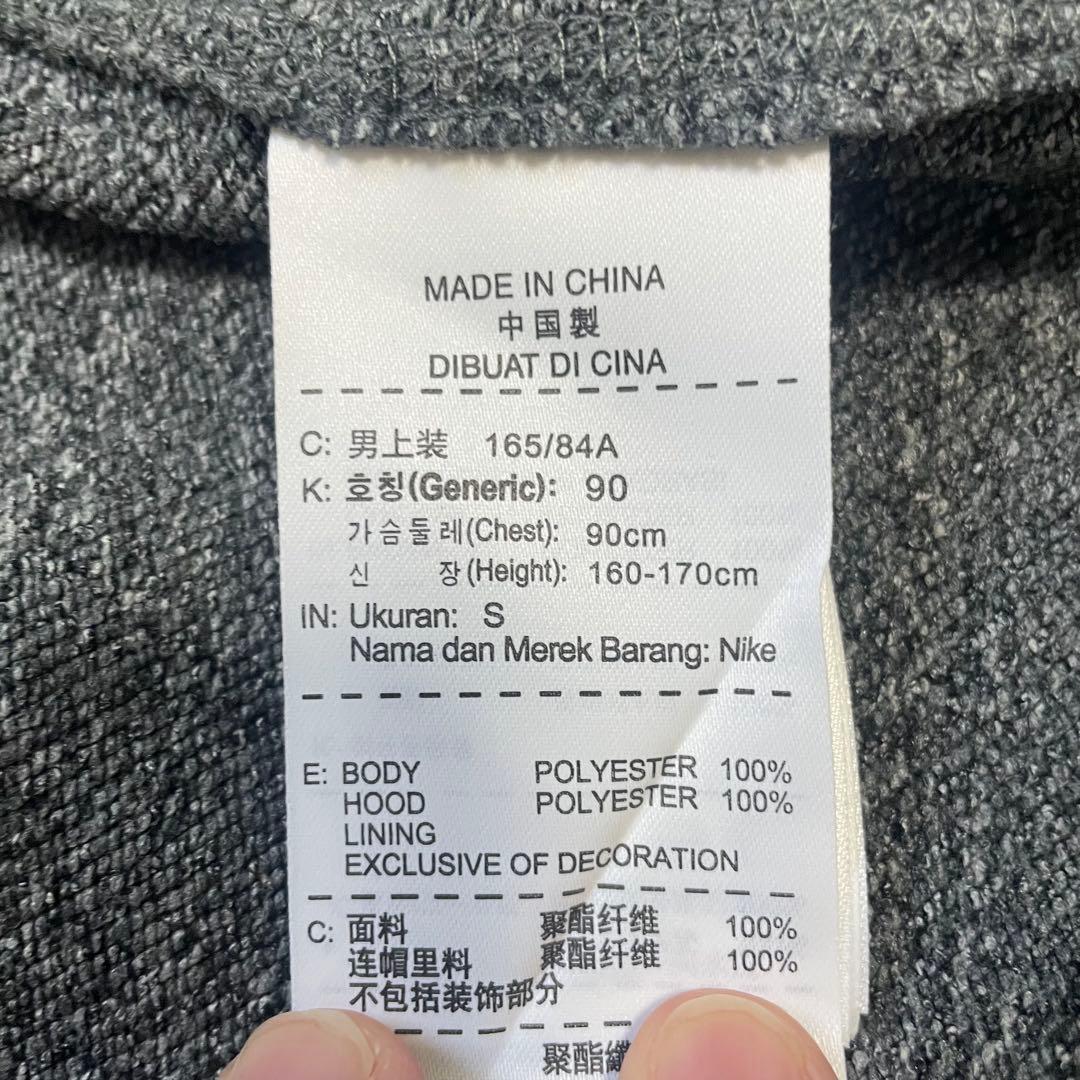 MADE IN CHINA
中国製
DIBUAT DI CINA
C: 男上装 165/84A
K: 호칭(Generic): 90
가슴둘레(Chest): 90cm
신 장(Height): 160-170cm
IN: Ukuran: S
Nama dan Merek Barang: Nike
E: BODY POLYESTER 100%
HOOD POLYESTER 100%
LINING
EXCLUSIVE OF DECORATION
C: 面料 聚酯纤维 100%
连帽里料 聚酯纤维 100%
不包括装饰部分
聚酯